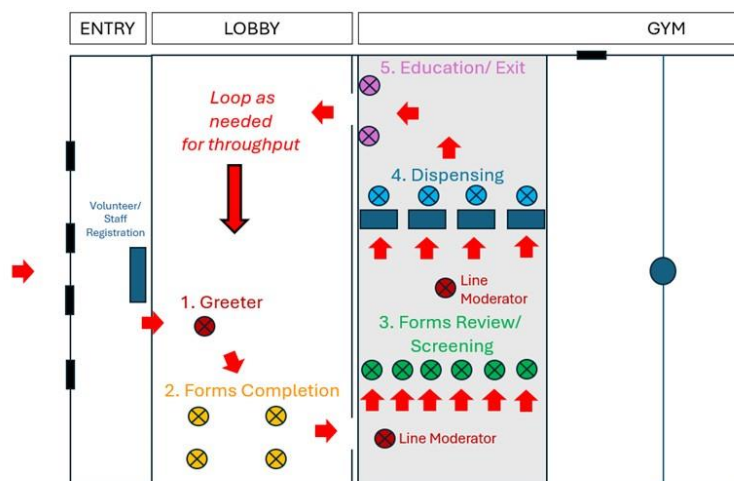 ENTRY
LOBBY
GYM
5. Education/ Exit
Loop as
needed
for throughput
4. Dispensing
Volunteer/
Staff
Registration
Line
Moderator
1. Greeter
3. Forms Review/
Screening
2. Forms Completion
Line Moderator